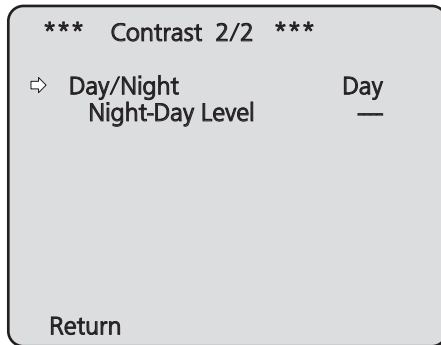 *** Contrast 2/2 ***
⇨ Day/Night Day
Night-Day Level —
Return